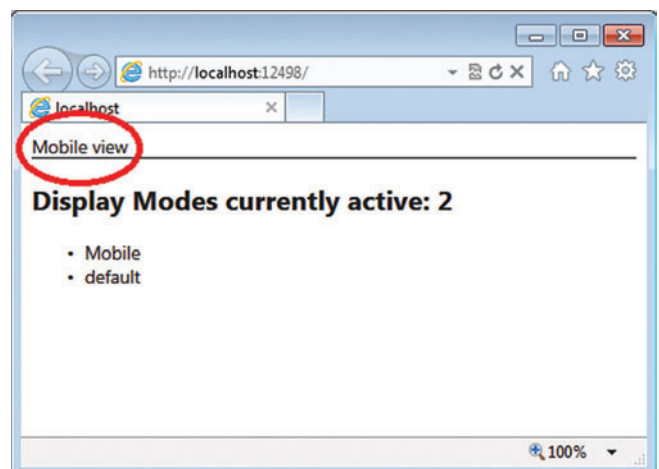 http://localhost:12498/
localhost
Mobile view
Display Modes currently active: 2
• Mobile
• default
100%